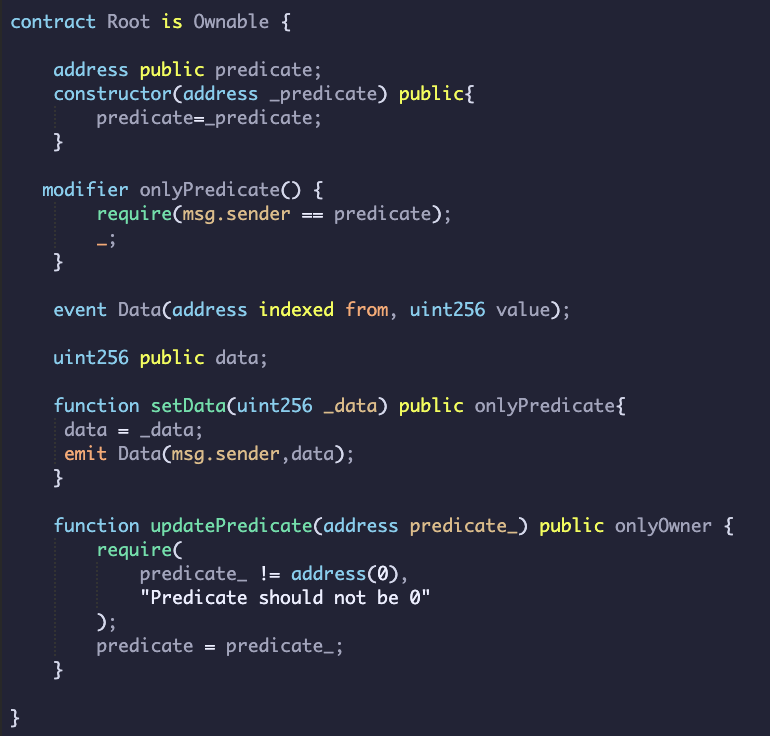 contract Root is Ownable {
address public predicate;
constructor(address _predicate) public{
predicate=_predicate;
}
modifier onlyPredicate() {
require(msg.sender == predicate);
_;
}
event Data(address indexed from, uint256 value);
uint256 public data;
function setData(uint256 _data) public onlyPredicate{
data = _data;
emit Data(msg.sender,data);
}
function updatePredicate(address predicate_) public onlyOwner {
require(
predicate_ != address(0),
"Predicate should not be 0"
);
predicate = predicate_;
}
}